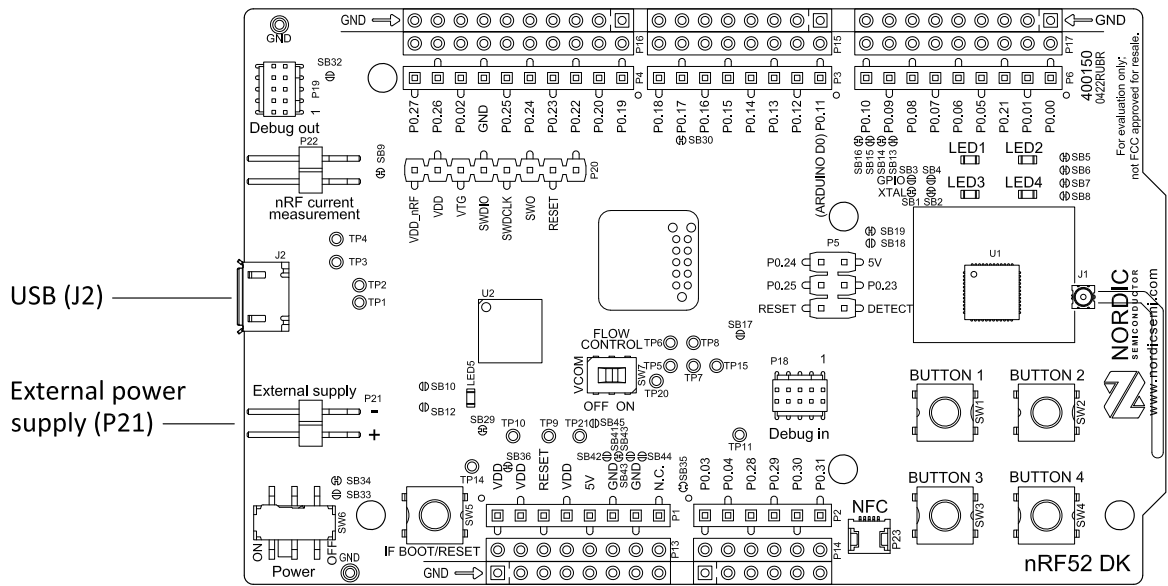 GND
GND
GND
GND
P16
P15
P17
SB32
P19
1
Debug out
P4
P3
P6
400150
0422RUBR
For evaluation only;
not FCC approved for resale.
P0.27
P0.26
P0.02
GND
P0.25
P0.24
P0.23
P0.22
P0.20
P0.19
P0.18
P0.17
P0.16
P0.15
P0.14
P0.13
P0.12
(ARDUINO D0) P0.11
P0.10
P0.09
P0.08
P0.07
P0.06
P0.05
P0.21
P0.01
P0.00
P22
SB9
nRF current
measurement
SB30
SB16
SB15
SB14
SB13
SB3
SB4
GPIO
XTAL
SB1
SB2
LED1
LED2
LED3
LED4
SB5
SB6
SB7
SB8
P20
VDD_nRF
VDD
VTG
SWDIO
SWDCLK
SWO
RESET
TP4
TP3
TP2
TP1
SB19
SB18
P5
P0.24
5V
P0.25
P0.23
RESET
DETECT
U1
J1
NORDIC
SEMICONDUCTOR
www.nordicsemi.com
USB (J2)
J2
U2
FLOW
CONTROL
VCOM
SW7
OFF ON
TP6
TP8
TP5
TP7
TP15
TP20
SB17
P18
1
Debug in
External power
supply (P21)
External supply
P21
-
+
SB10
SB12
LED5
SB29
TP10
TP9
TP21
SB45
SB41
SB43
SB42
SB43
SB44
SB36
TP14
SB35
TP11
BUTTON 1
SW1
BUTTON 2
SW2
BUTTON 3
SW3
BUTTON 4
SW4
VDD
VDD
RESET
VDD
5V
GND
GND
N.C.
P0.03
P0.04
P0.28
P0.29
P0.30
P0.31
SB34
SB33
SW6
ON
OFF
Power
GND
SW5
IF BOOT/RESET
P1
P13
P2
P14
GND
NFC
P23
nRF52 DK